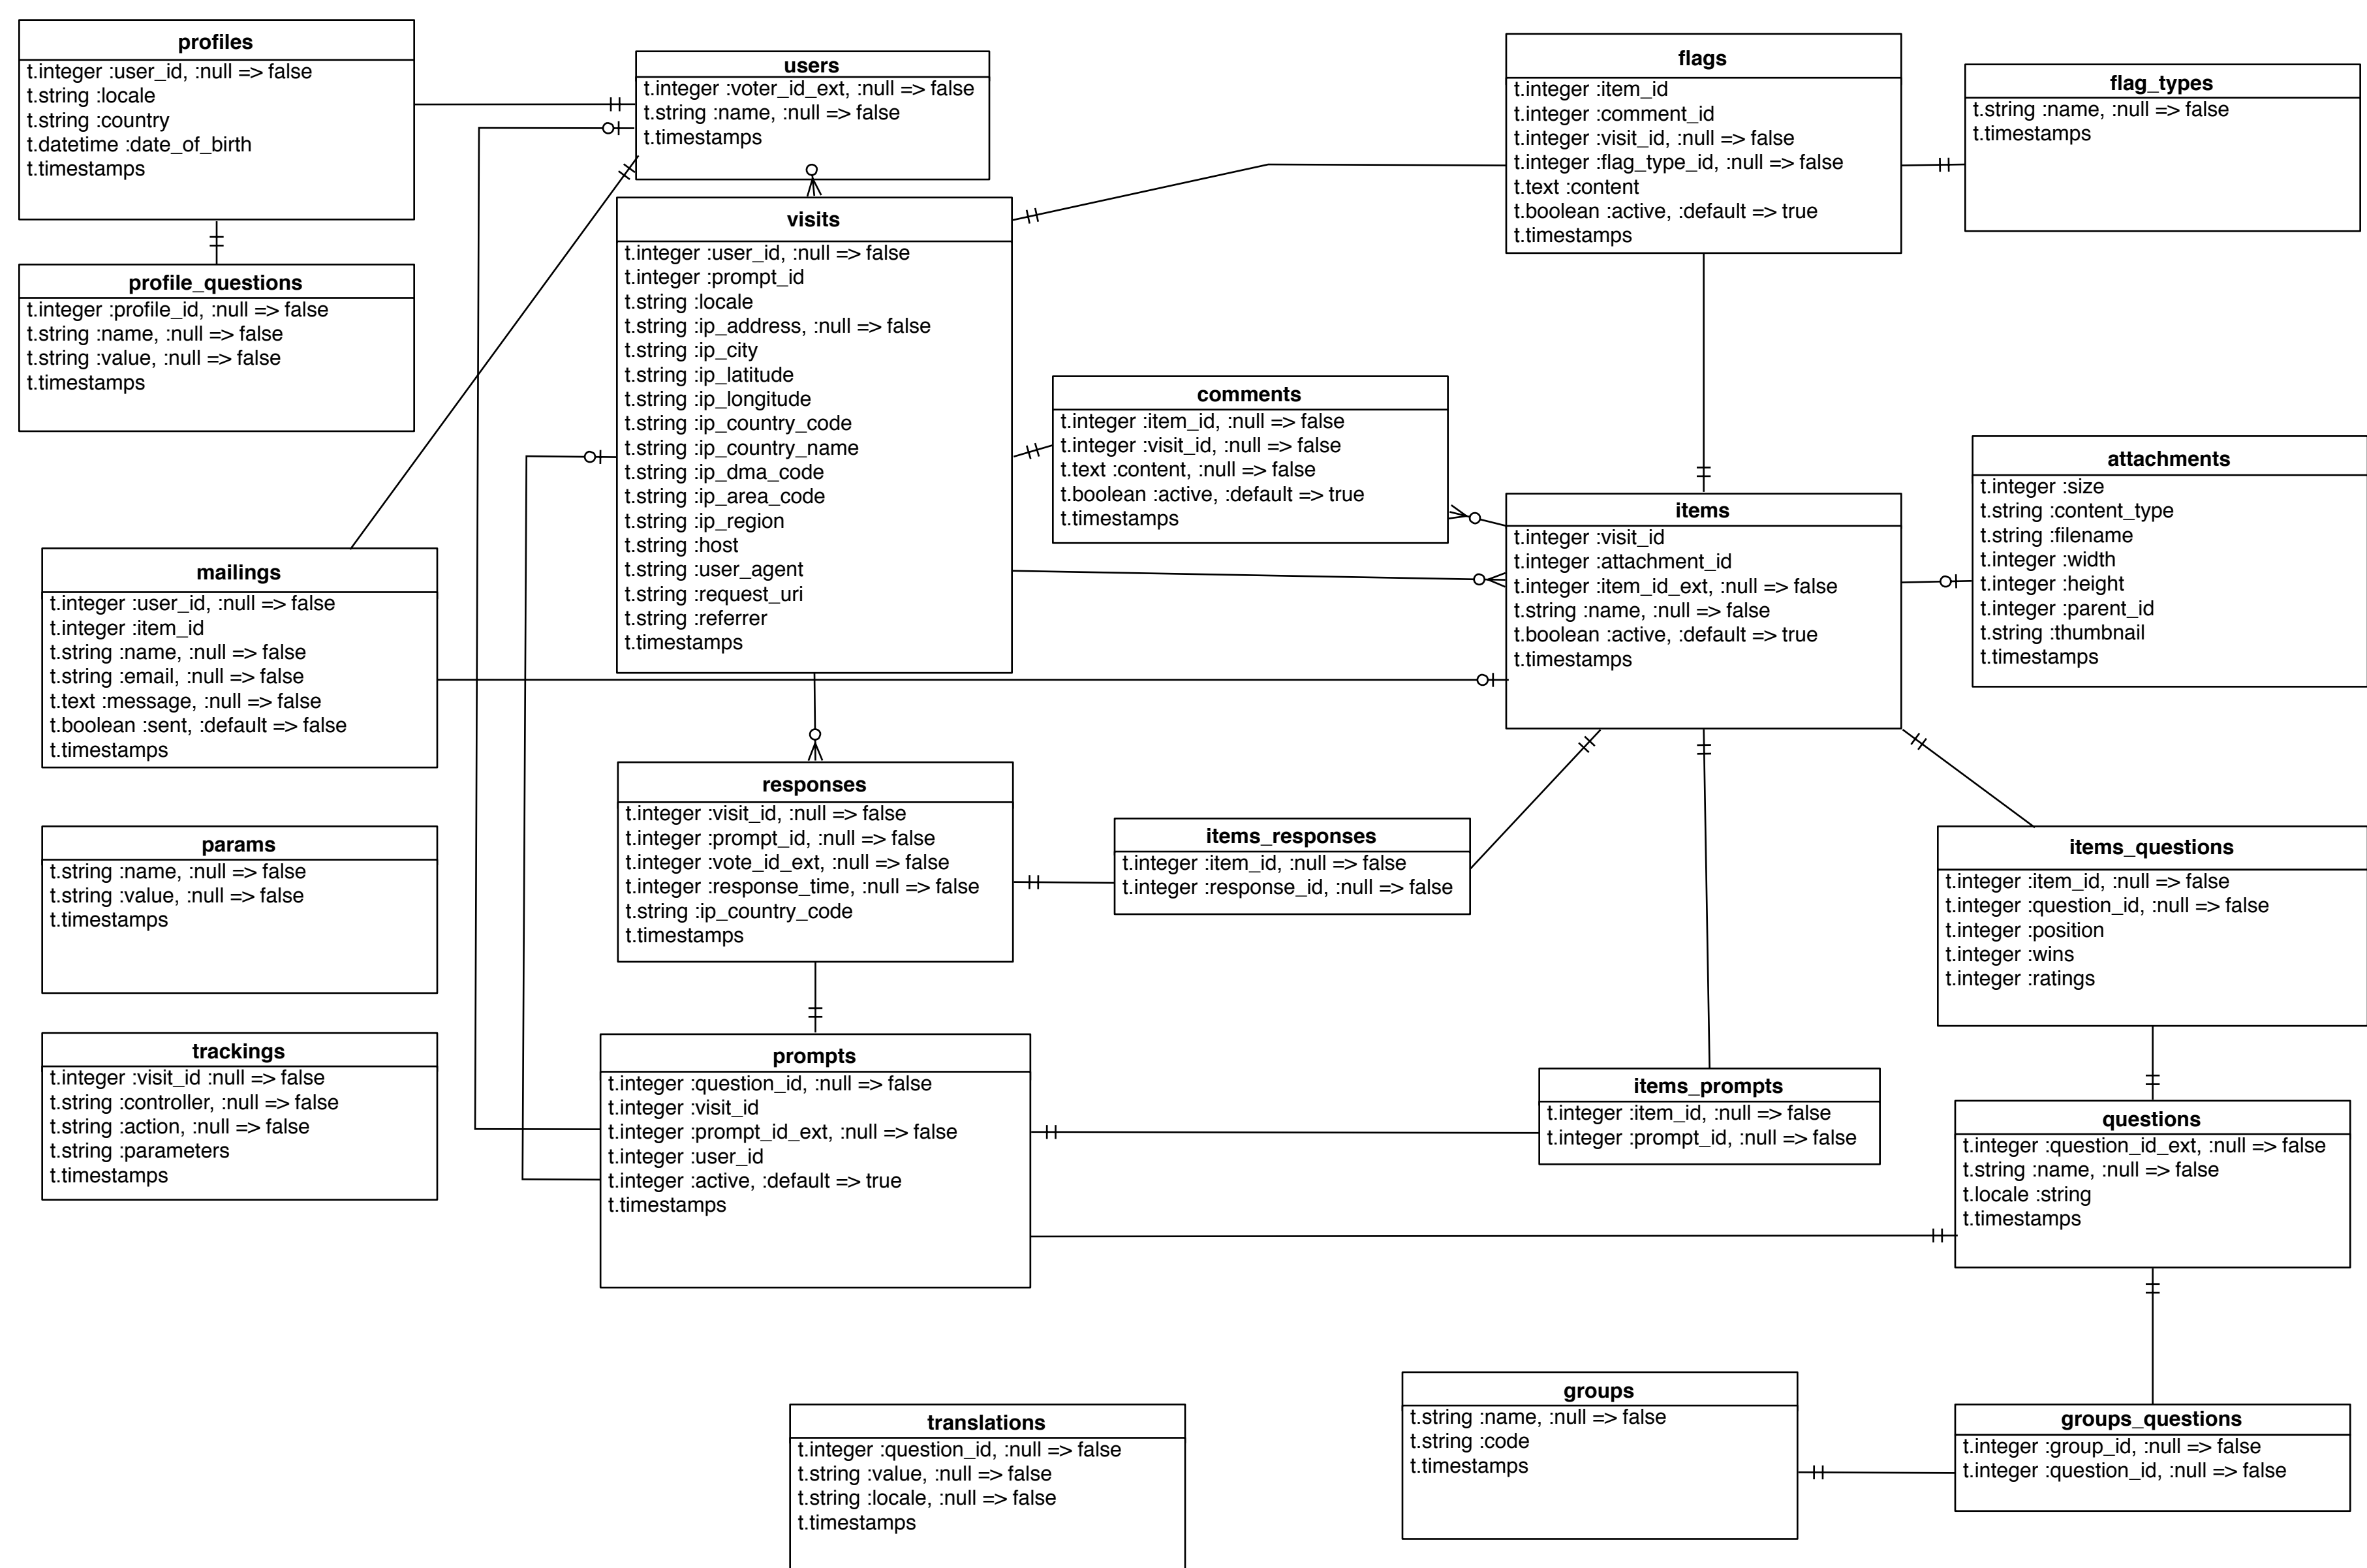 profiles
t.integer :user_id, :null => false
t.string :locale
t.string :country
t.datetime :date_of_birth
t.timestamps
users
t.integer :voter_id_ext, :null => false
t.string :name, :null => false
t.timestamps
flags
t.integer :item_id
t.integer :comment_id
t.integer :visit_id, :null => false
t.integer :flag_type_id, :null => false
t.text :content
t.boolean :active, :default => true
t.timestamps
flag_types
t.string :name, :null => false
t.timestamps
profile_questions
t.integer :profile_id, :null => false
t.string :name, :null => false
t.string :value, :null => false
t.timestamps
visits
t.integer :user_id, :null => false
t.integer :prompt_id
t.string :locale
t.string :ip_address, :null => false
t.string :ip_city
t.string :ip_latitude
t.string :ip_longitude
t.string :ip_country_code
t.string :ip_country_name
t.string :ip_dma_code
t.string :ip_area_code
t.string :ip_region
t.string :host
t.string :user_agent
t.string :request_uri
t.string :referrer
t.timestamps
comments
t.integer :item_id, :null => false
t.integer :visit_id, :null => false
t.text :content, :null => false
t.boolean :active, :default => true
t.timestamps
items
t.integer :visit_id
t.integer :attachment_id
t.integer :item_id_ext, :null => false
t.string :name, :null => false
t.boolean :active, :default => true
t.timestamps
attachments
t.integer :size
t.string :content_type
t.string :filename
t.integer :width
t.integer :height
t.integer :parent_id
t.string :thumbnail
t.timestamps
mailings
t.integer :user_id, :null => false
t.integer :item_id
t.string :name, :null => false
t.string :email, :null => false
t.text :message, :null => false
t.boolean :sent, :default => false
t.timestamps
responses
t.integer :visit_id, :null => false
t.integer :prompt_id, :null => false
t.integer :vote_id_ext, :null => false
t.integer :response_time, :null => false
t.string :ip_country_code
t.timestamps
items_responses
t.integer :item_id, :null => false
t.integer :response_id, :null => false
items_questions
t.integer :item_id, :null => false
t.integer :question_id, :null => false
t.integer :position
t.integer :wins
t.integer :ratings
params
t.string :name, :null => false
t.string :value, :null => false
t.timestamps
trackings
t.integer :visit_id :null => false
t.string :controller, :null => false
t.string :action, :null => false
t.string :parameters
t.timestamps
prompts
t.integer :question_id, :null => false
t.integer :visit_id
t.integer :prompt_id_ext, :null => false
t.integer :user_id
t.integer :active, :default => true
t.timestamps
items_prompts
t.integer :item_id, :null => false
t.integer :prompt_id, :null => false
questions
t.integer :question_id_ext, :null => false
t.string :name, :null => false
t.locale :string
t.timestamps
translations
t.integer :question_id, :null => false
t.string :value, :null => false
t.string :locale, :null => false
t.timestamps
groups
t.string :name, :null => false
t.string :code
t.timestamps
groups_questions
t.integer :group_id, :null => false
t.integer :question_id, :null => false